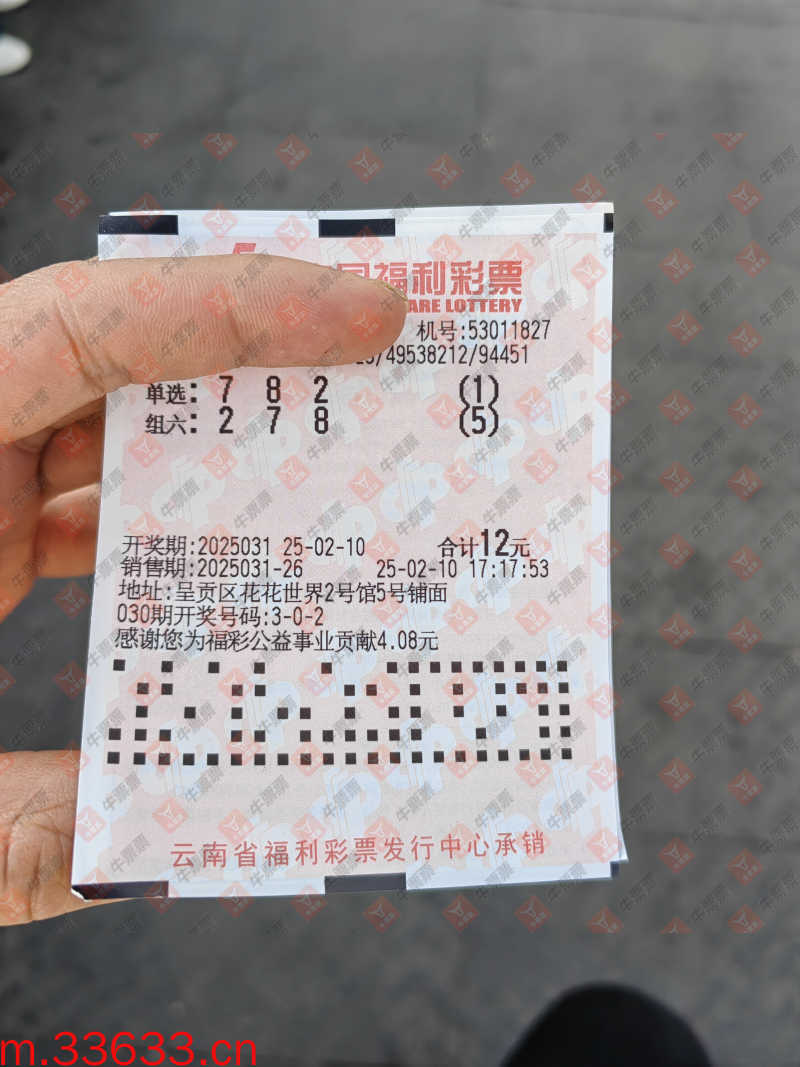 国福利彩票
ARE LOTTERY
机号:53011827
/49538212/94451
单选: 7 8 2 (1)
组六: 2 7 8 (5)
开奖期:2025031 25-02-10 合计12元
销售期:2025031-26 25-02-10 17:17:53
地址:呈贡区花花世界2号馆5号铺面
030期开奖号码:3-0-2
感谢您为福彩公益事业贡献4.08元
云南省福利彩票发行中心承销
牛票票
m.33633.cn